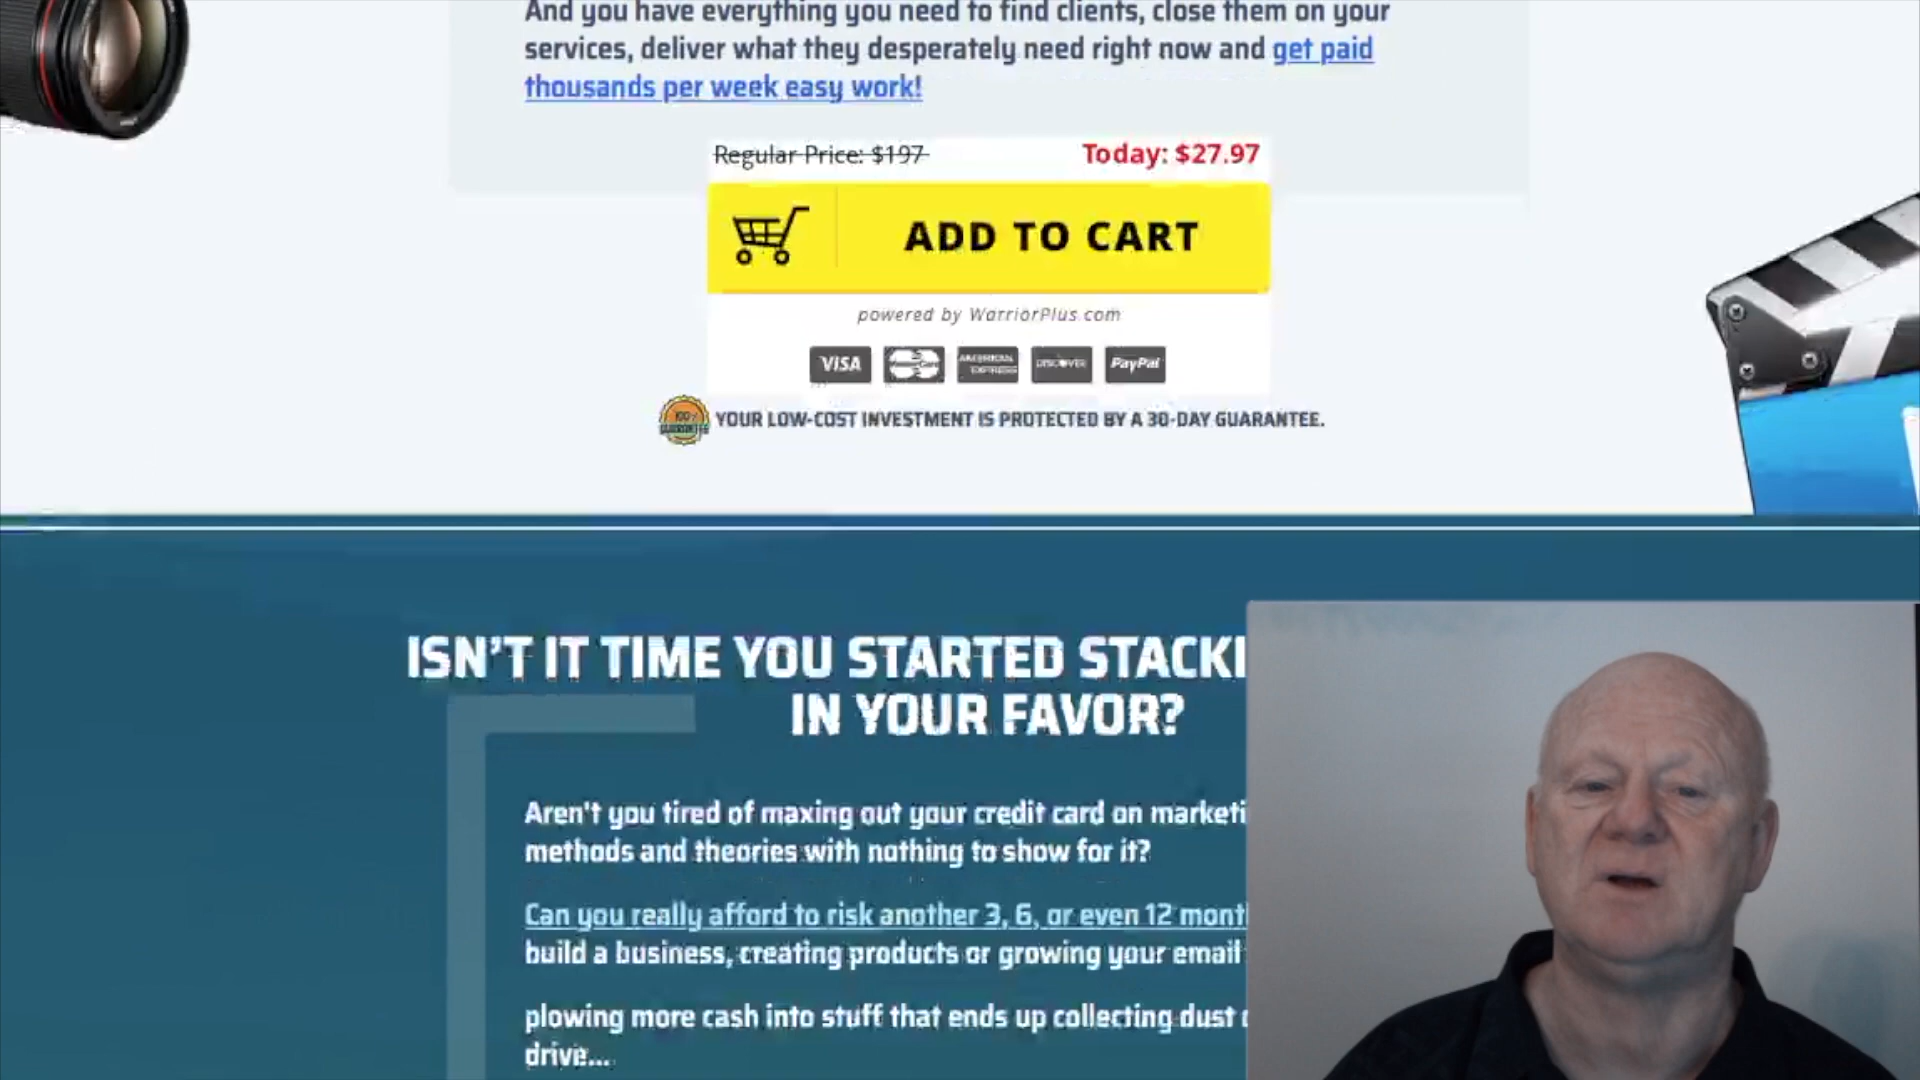 And you have everything you need to find clients, close them on your
services, deliver what they desperately need right now and get paid
thousands per week easy work!
Regular Price: $197
Today: $27.97
ADD TO CART
powered by WarriorPlus.com
VISA
AMERICAN EXPRESS
DISCOVER
PayPal
YOUR LOW-COST INVESTMENT IS PROTECTED BY A 30-DAY GUARANTEE.
ISN'T IT TIME YOU STARTED STACKI
IN YOUR FAVOR?
Aren't you tired of maxing out your credit card on marketi
methods and theories with nothing to show for it?
Can you really afford to risk another 3, 6, or even 12 mont
build a business, creating products or growing your email
plowing more cash into stuff that ends up collecting dust
drive...